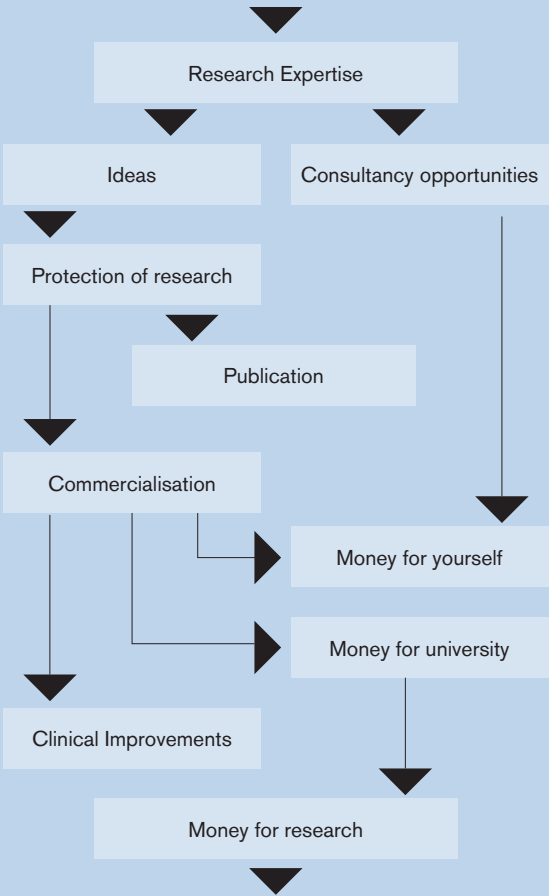 Research Expertise
Ideas
Consultancy opportunities
Protection of research
Publication
Commercialisation
Money for yourself
Money for university
Clinical Improvements
Money for research